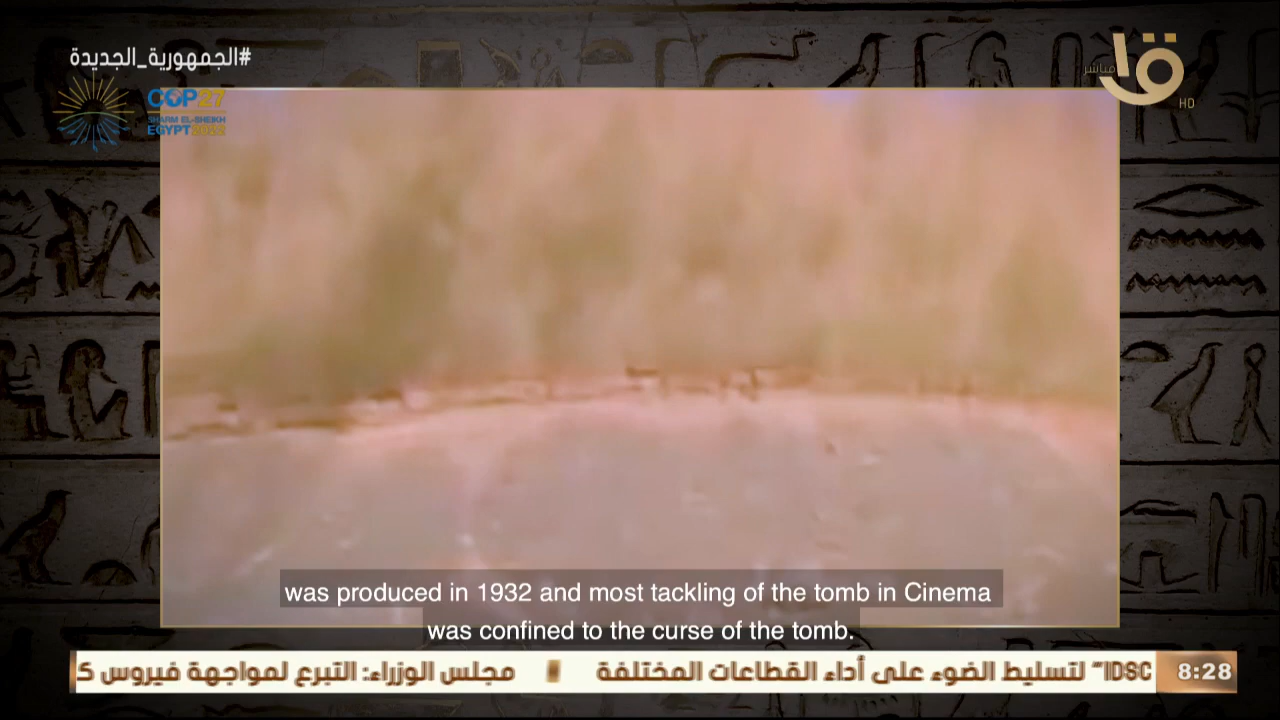 #الجمهورية_الجديدة
مباشر
HD
COP27
SHARM EL-SHEIKH
EGYPT2022
was produced in 1932 and most tackling of the tomb in Cinema
was confined to the curse of the tomb.
IDSC" لتسليط الضوء على أداء القطاعات المختلفة ▪ مجلس الوزراء: التبرع لمواجهة فيروس ك
8:28